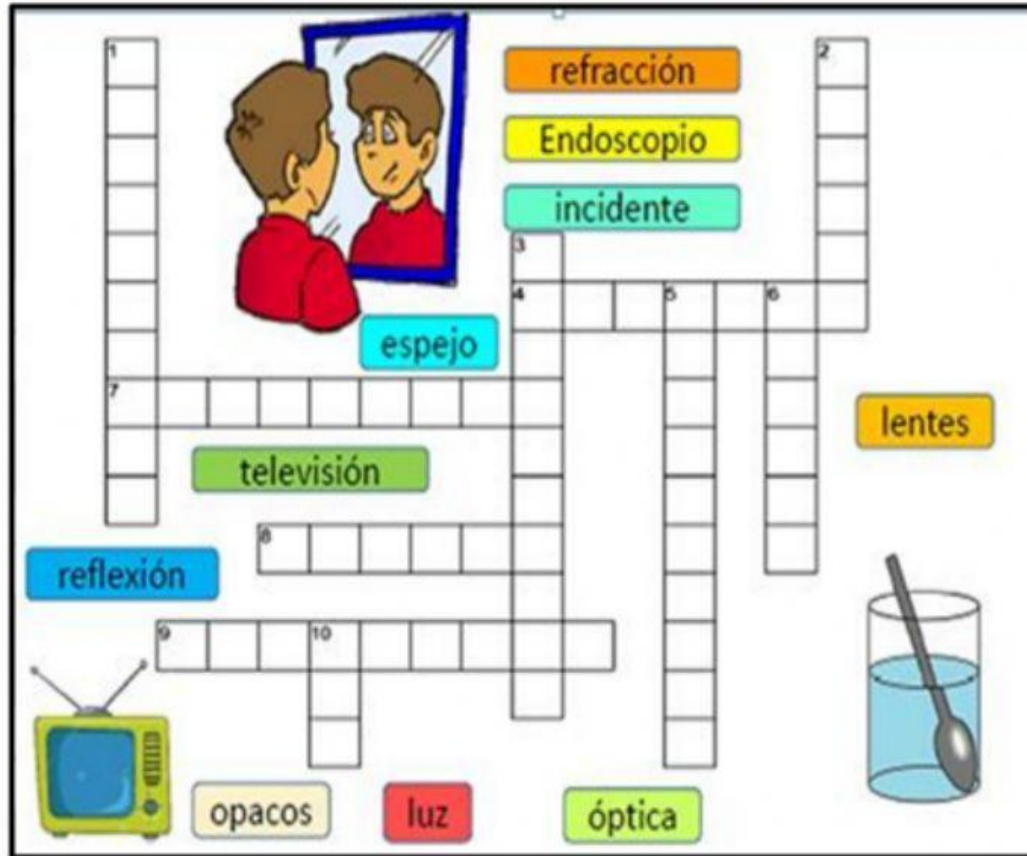 1
2
refracción
Endoscopio
incidente
3
4
5
6
espejo
7
lentes
televisión
8
reflexión
9
10
opacos
luz
óptica